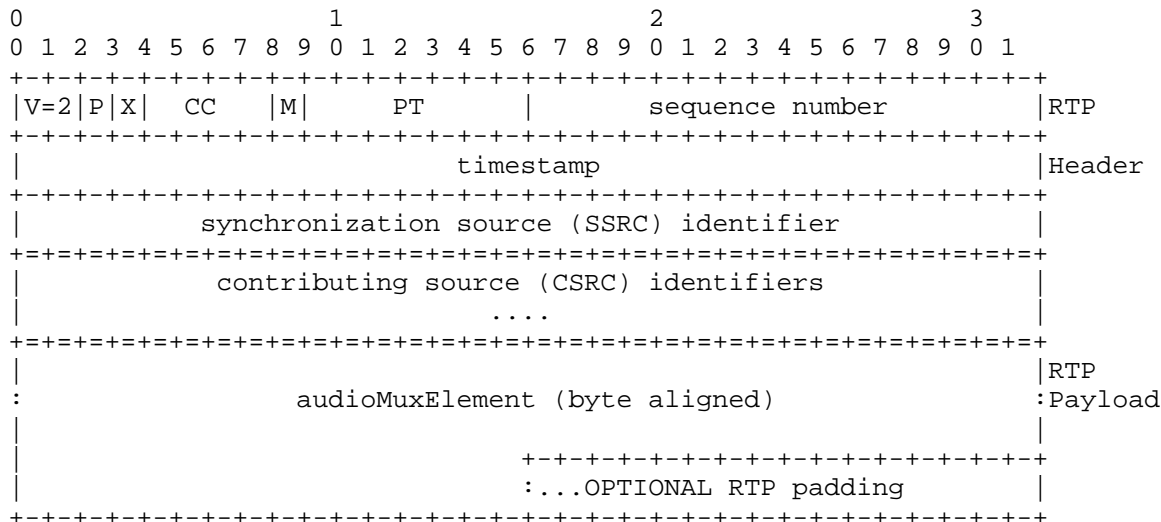 0                   1                   2                   3
0 1 2 3 4 5 6 7 8 9 0 1 2 3 4 5 6 7 8 9 0 1 2 3 4 5 6 7 8 9 0 1
+-+-+-+-+-+-+-+-+-+-+-+-+-+-+-+-+-+-+-+-+-+-+-+-+-+-+-+-+-+-+-+-+
|V=2|P|X|  CC   |M|     PT      |       sequence number         |RTP
+-+-+-+-+-+-+-+-+-+-+-+-+-+-+-+-+-+-+-+-+-+-+-+-+-+-+-+-+-+-+-+-+
|                           timestamp                           |Header
+-+-+-+-+-+-+-+-+-+-+-+-+-+-+-+-+-+-+-+-+-+-+-+-+-+-+-+-+-+-+-+-+
|           synchronization source (SSRC) identifier            |
+=+=+=+=+=+=+=+=+=+=+=+=+=+=+=+=+=+=+=+=+=+=+=+=+=+=+=+=+=+=+=+=+
|            contributing source (CSRC) identifiers             |
|                             ....                              |
+=+=+=+=+=+=+=+=+=+=+=+=+=+=+=+=+=+=+=+=+=+=+=+=+=+=+=+=+=+=+=+=+
|                                                               |RTP
:                 audioMuxElement (byte aligned)                :Payload
|                                                               |
|                               +-+-+-+-+-+-+-+-+-+-+-+-+-+-+-+-+
|                               :...OPTIONAL RTP padding        |
+-+-+-+-+-+-+-+-+-+-+-+-+-+-+-+-+-+-+-+-+-+-+-+-+-+-+-+-+-+-+-+-+